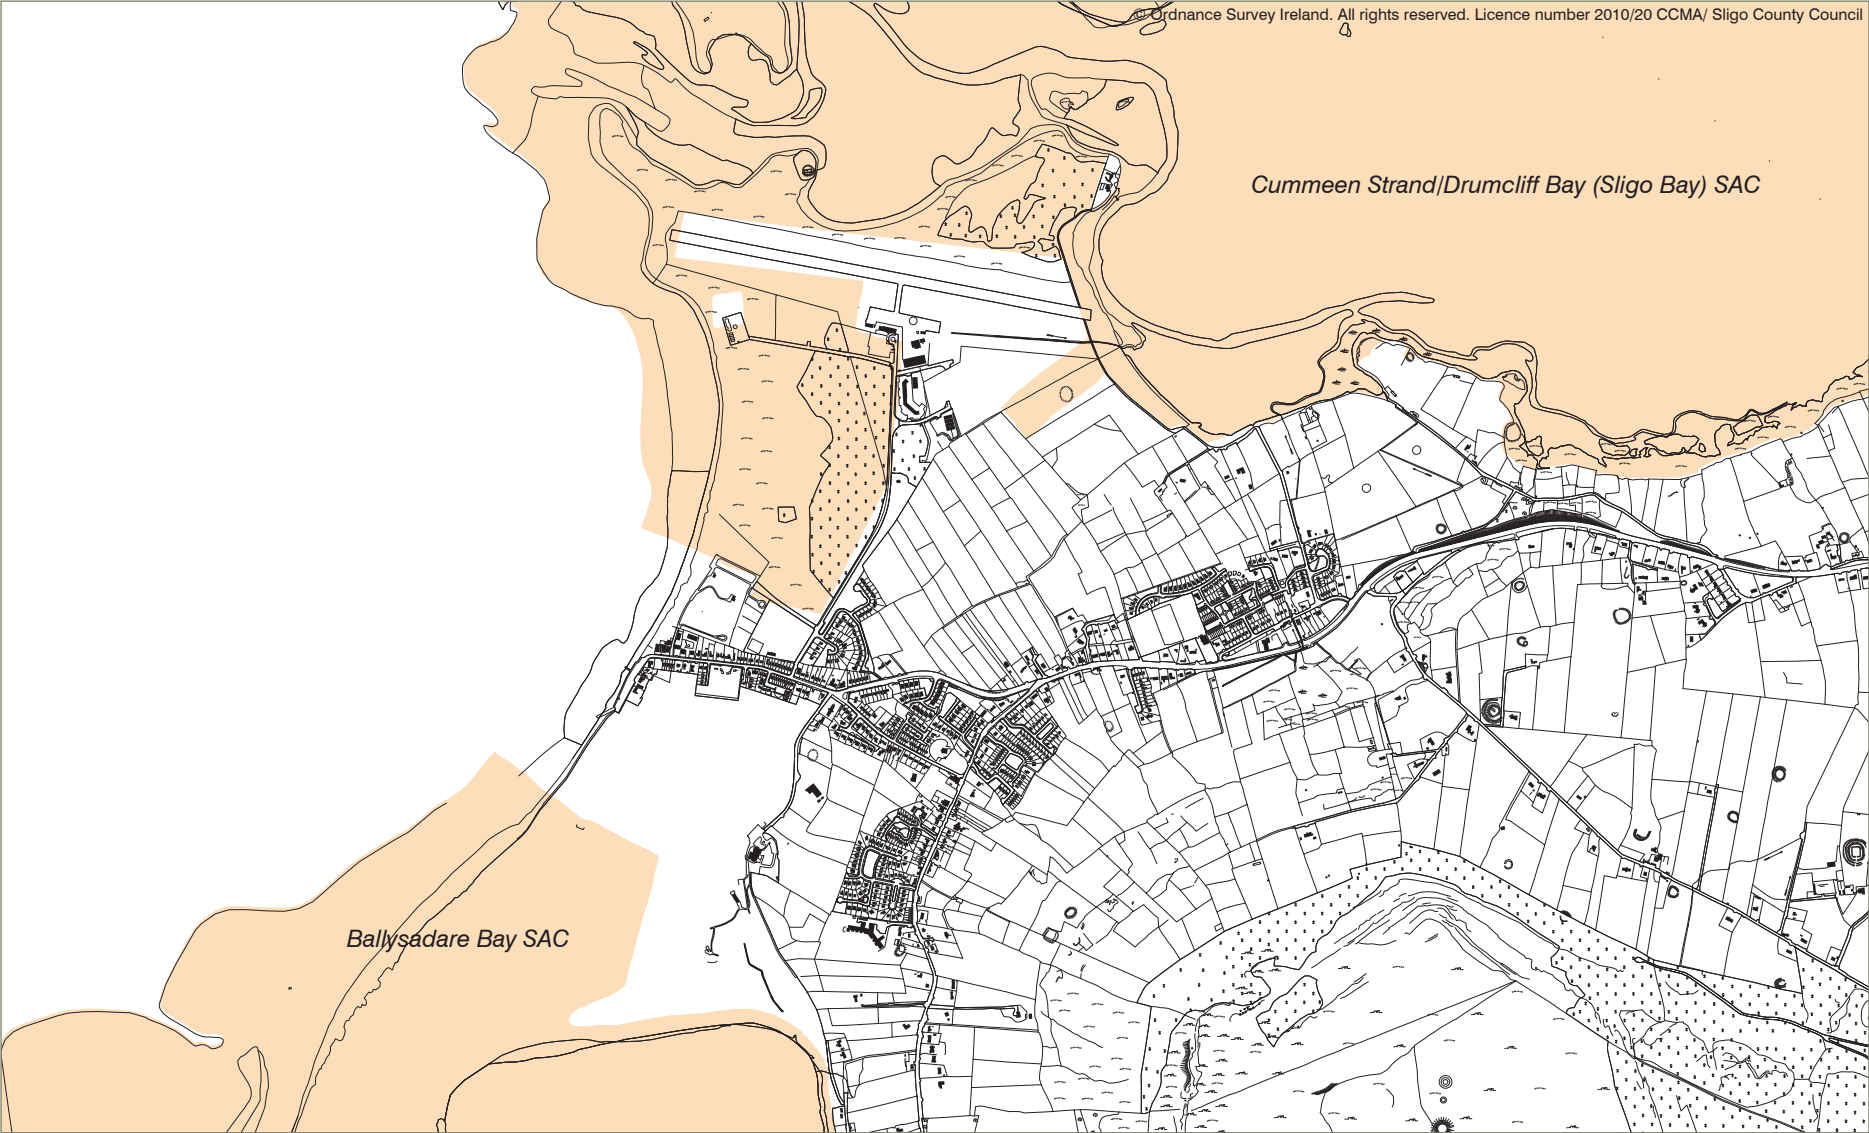 © Ordnance Survey Ireland. All rights reserved. Licence number 2010/20 CCMA/ Sligo County Council
Cummeen Strand/Drumcliff Bay (Sligo Bay) SAC
Ballysadare Bay SAC